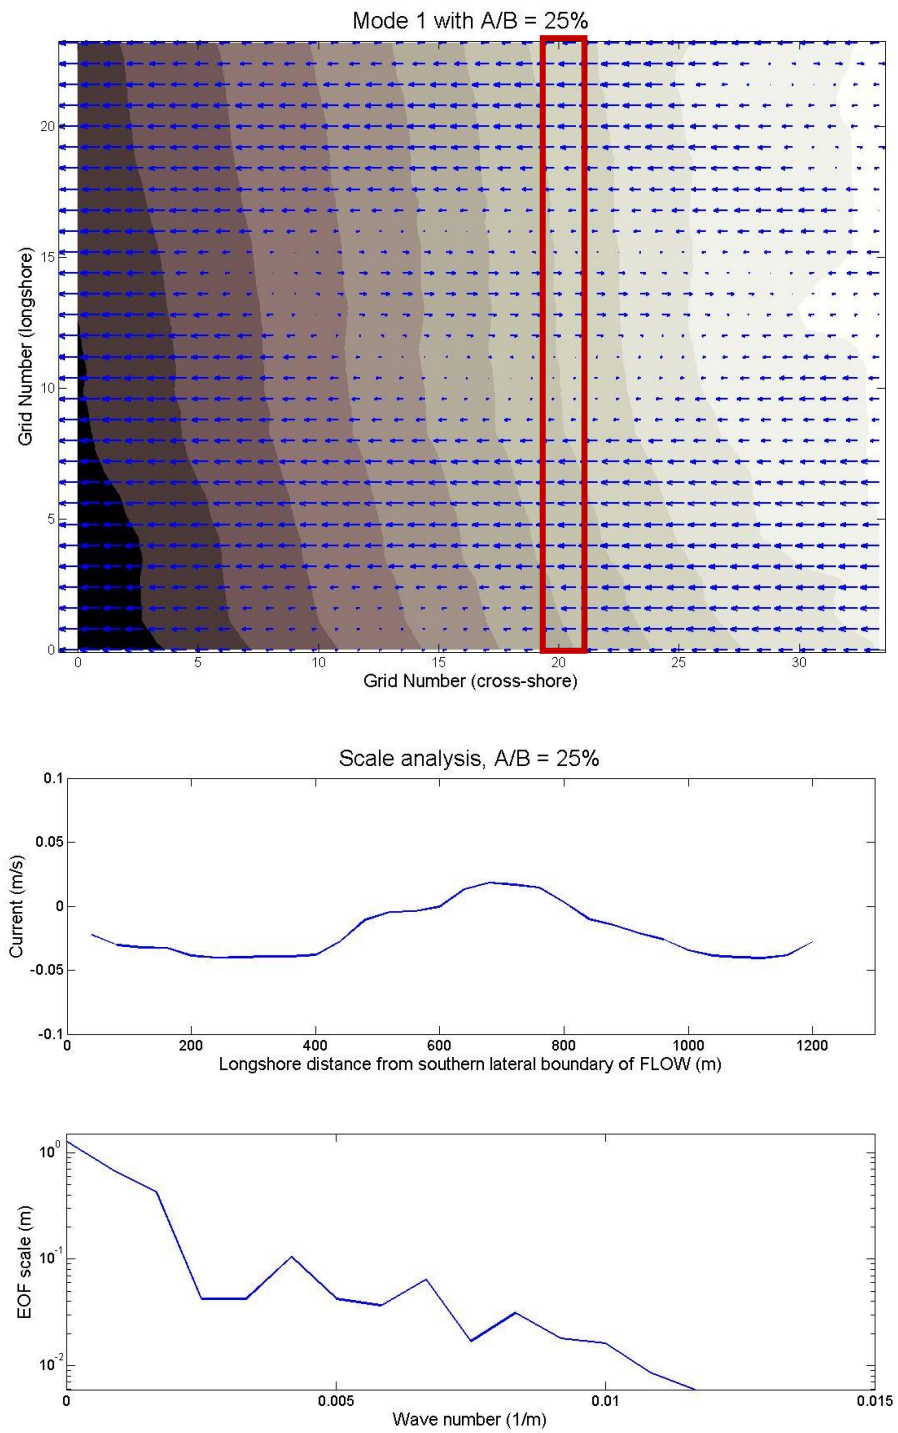 Mode 1 with A/B = 25%
Grid Number (longshore)
20
15
10
5
0
0 5 10 15 20 25 30
Grid Number (cross-shore)
Scale analysis, A/B = 25%
Current (m/s)
0.1
0.05
0
-0.05
-0.1
0 200 400 600 800 1000 1200
Longshore distance from southern lateral boundary of FLOW (m)
EOF scale (m)
10^0
10^-1
10^-2
0 0.005 0.01 0.015
Wave number (1/m)